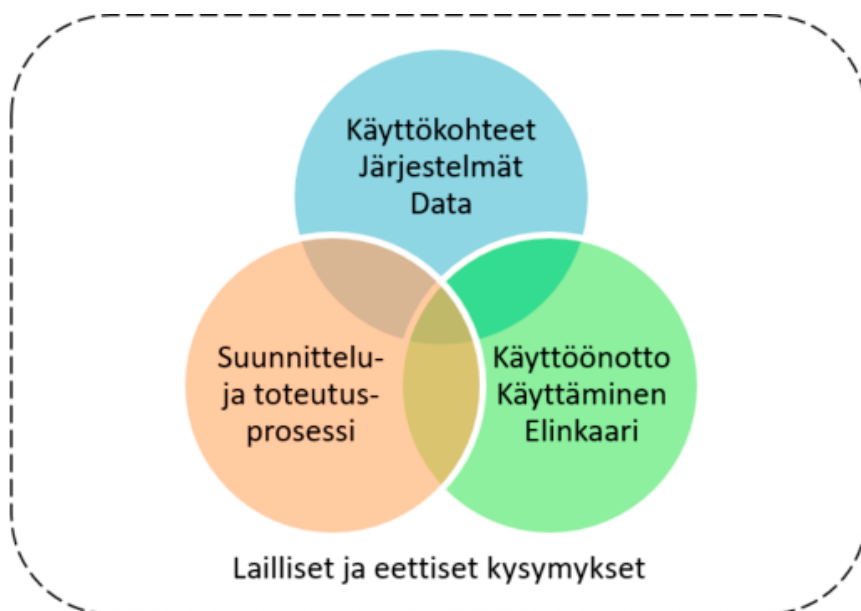 Käyttökohteet
Järjestelmät
Data
Suunnittelu-
ja toteutus-
prosessi
Käyttöönotto
Käyttäminen
Elinkaari
Lailliset ja eettiset kysymykset